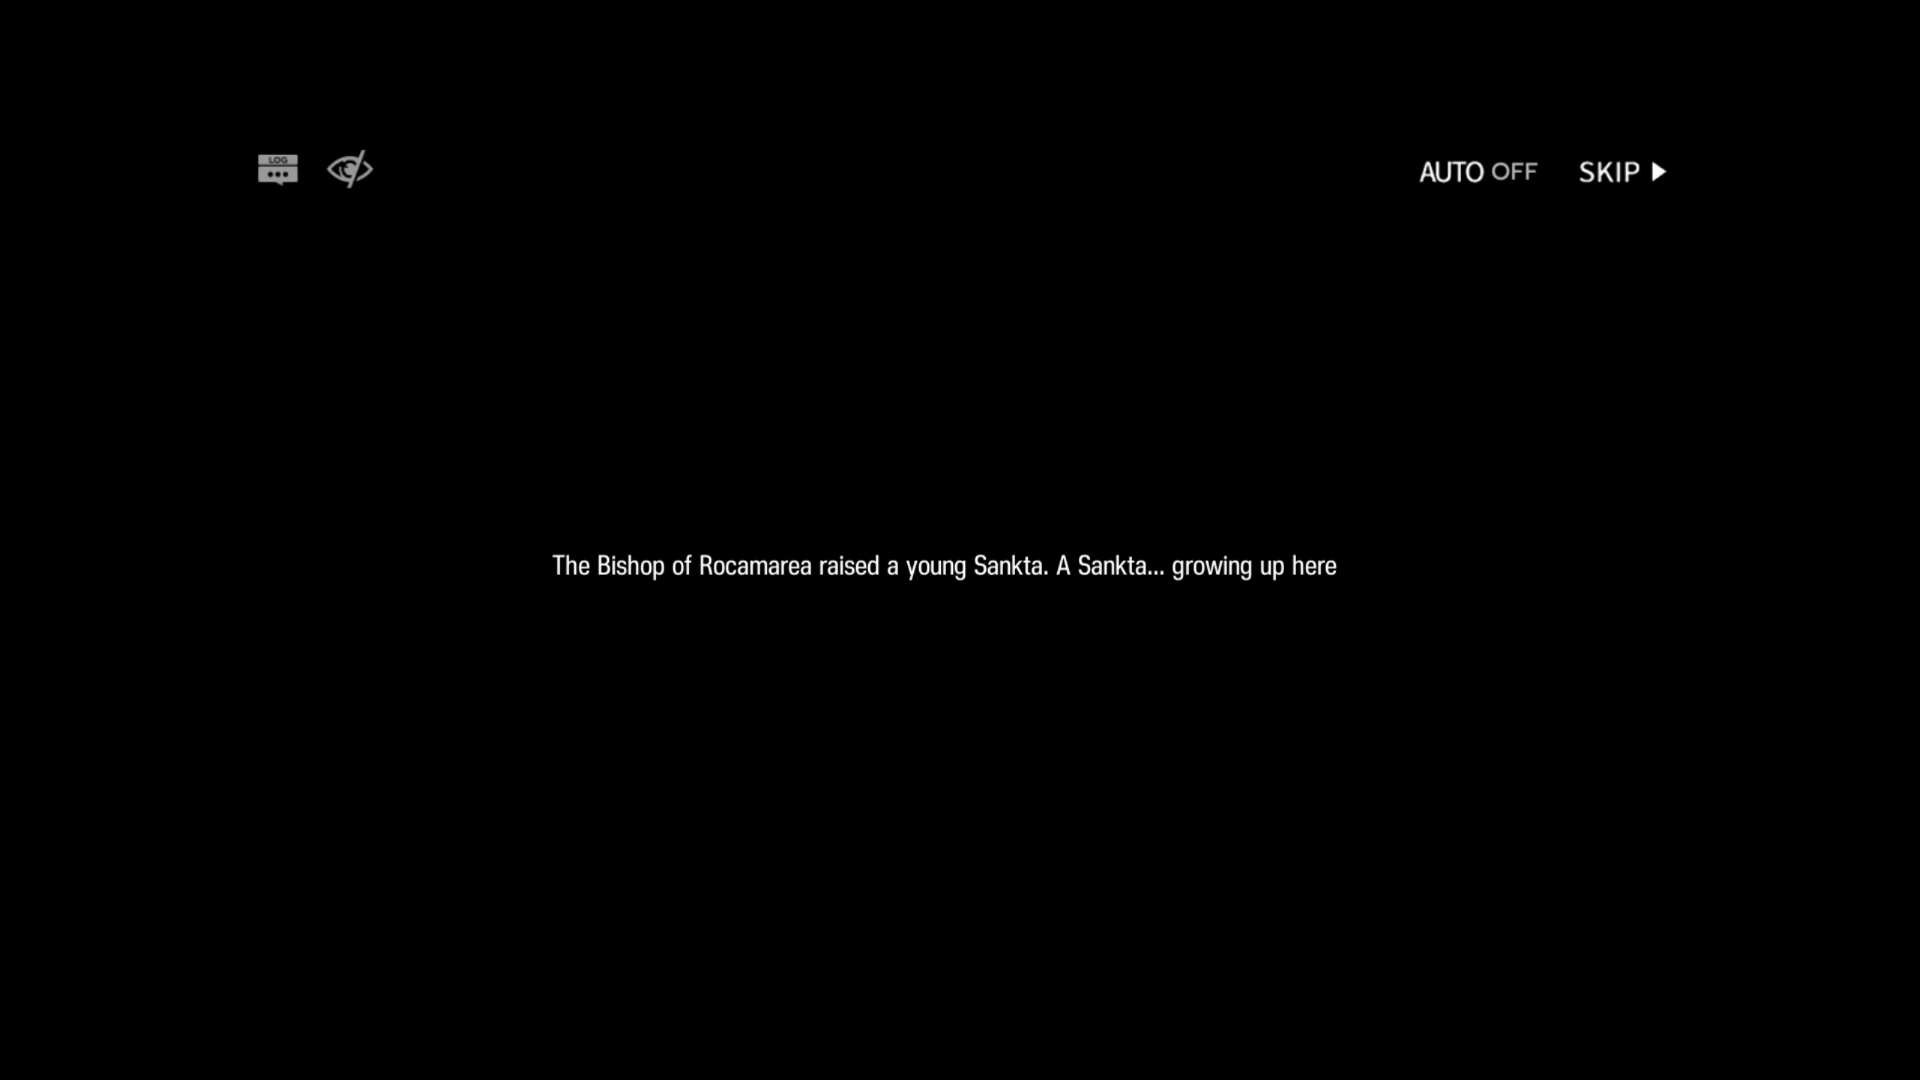 LOG
AUTO OFF SKIP
The Bishop of Rocamarea raised a young Sankta. A Sankta... growing up here